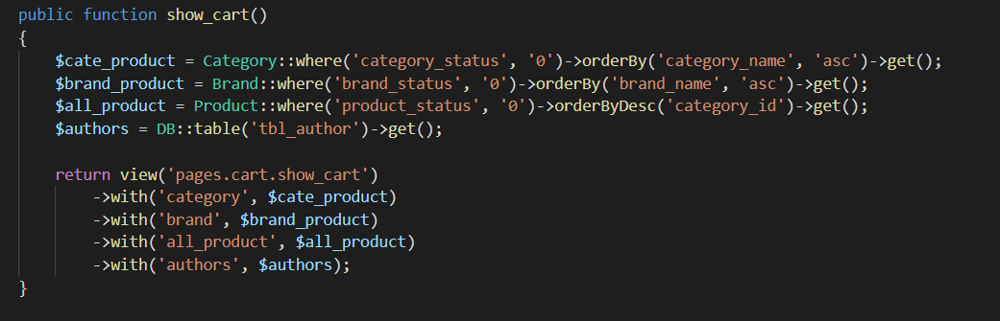 public function show_cart()
{
    $cate_product = Category::where('category_status', '0')->orderBy('category_name', 'asc')->get();
    $brand_product = Brand::where('brand_status', '0')->orderBy('brand_name', 'asc')->get();
    $all_product = Product::where('product_status', '0')->orderByDesc('category_id')->get();
    $authors = DB::table('tbl_author')->get();

    return view('pages.cart.show_cart')
        ->with('category', $cate_product)
        ->with('brand', $brand_product)
        ->with('all_product', $all_product)
        ->with('authors', $authors);
}